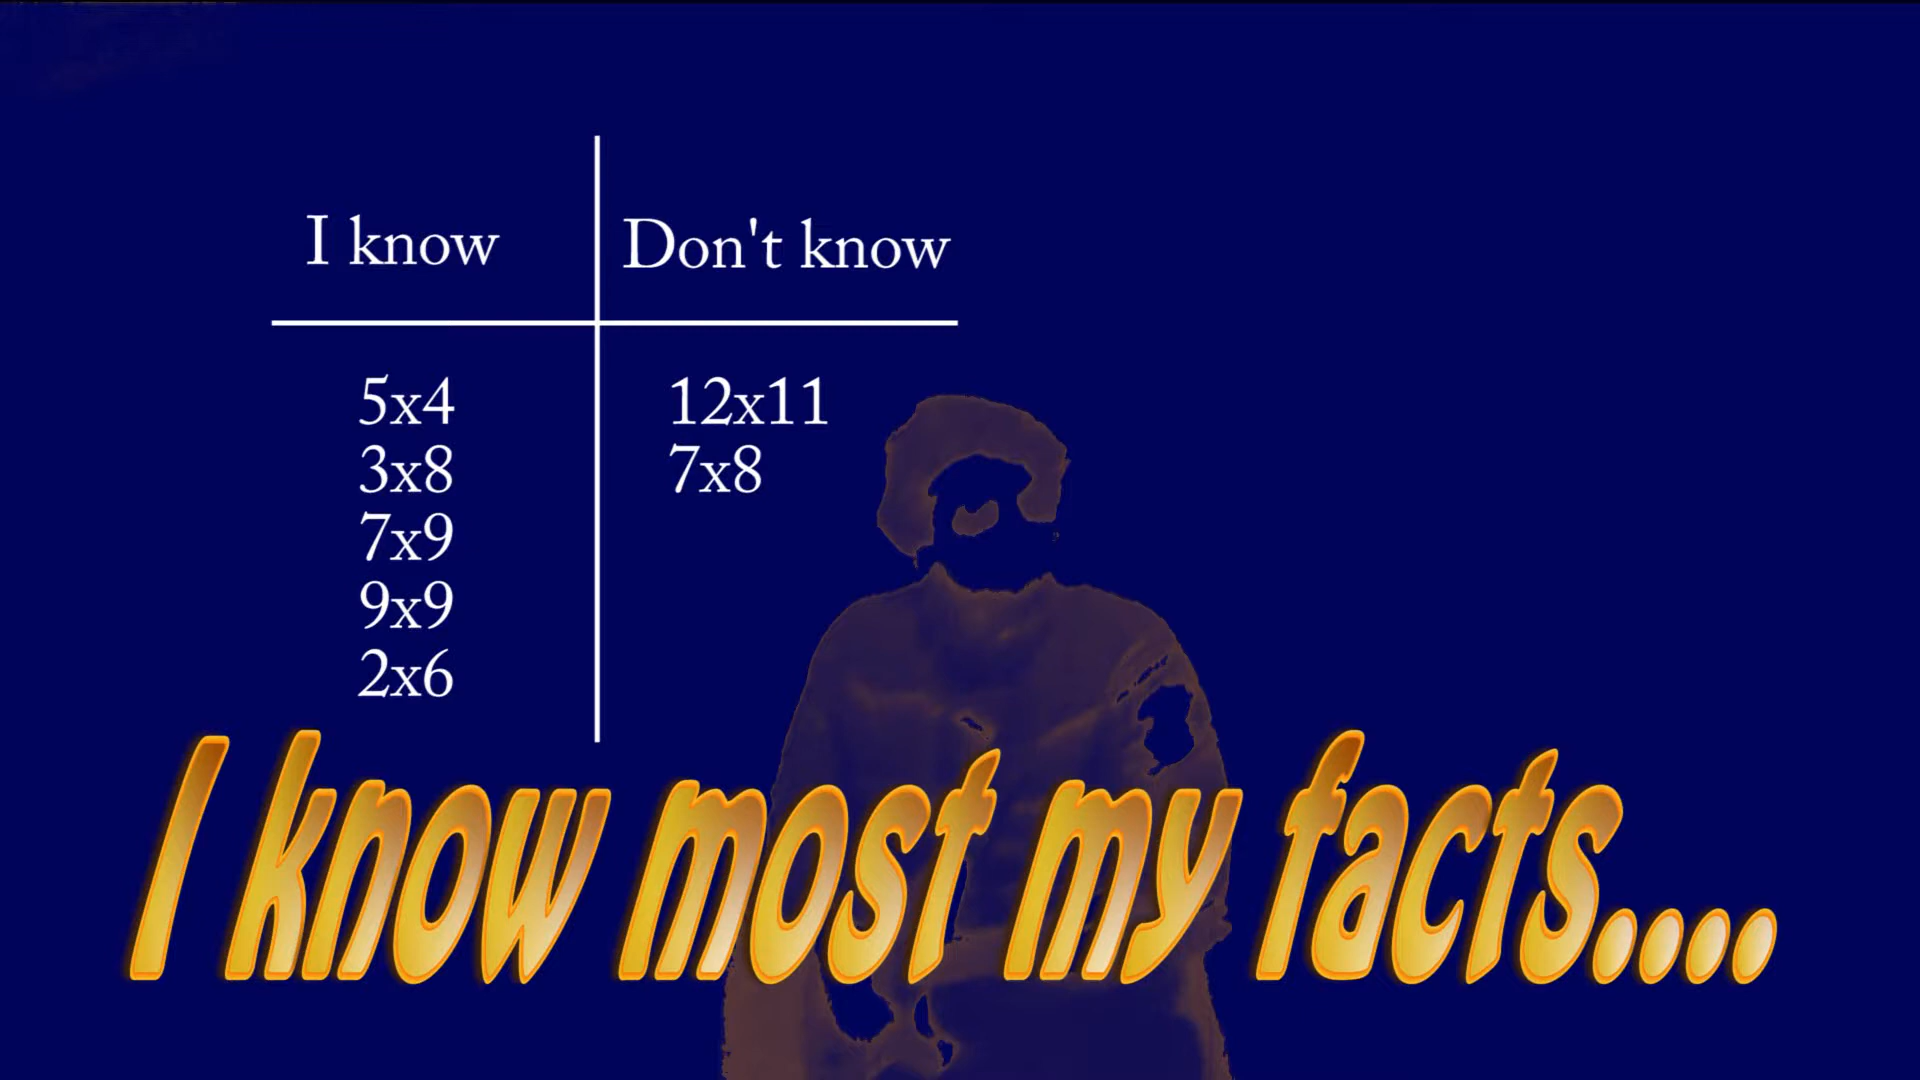 I know Don't know
5x4 12x11
3x8 7x8
7x9
9x9
2x6
I know most my facts....